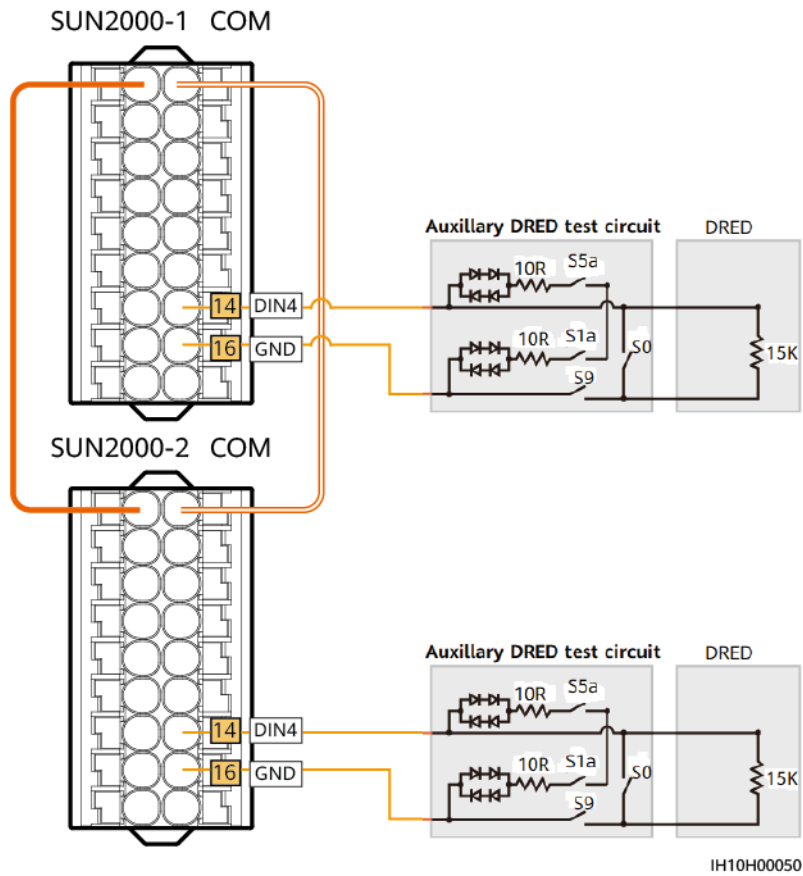 SUN2000-1 COM
Auxillary DRED test circuit
DRED
10R
S5a
14
DIN4
10R
S1a
S0
15K
16
GND
S9
SUN2000-2 COM
Auxillary DRED test circuit
DRED
10R
S5a
14
DIN4
10R
S1a
S0
15K
16
GND
S9
IH10H00050